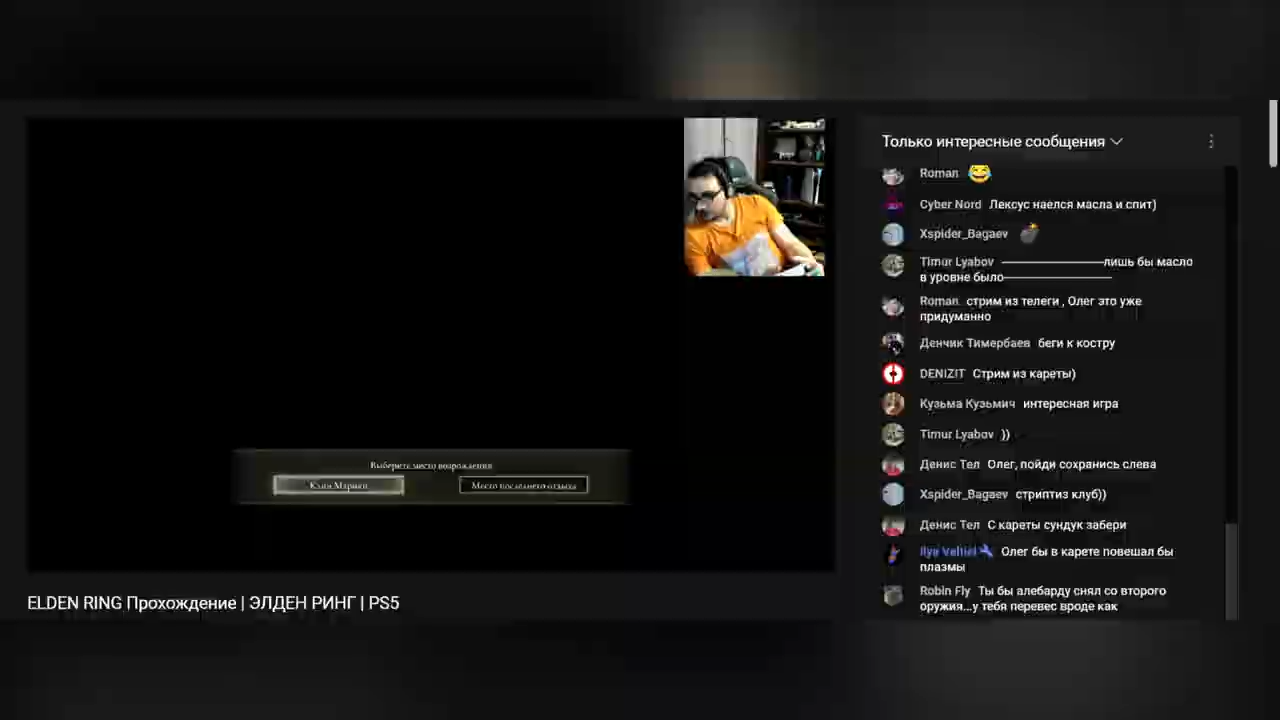 Только интересные сообщения
Roman
Cyber Nord Лексус наелся масла и спит)
Xspider_Bagaev
Timur Lyabov ——————лишь бы масло
в уровне было——————
Roman стрим из телеги , Олег это уже
придуманно
Денчик Тимербаев беги к костру
DENIZIT Стрим из кареты)
Кузьма Кузьмич интересная игра
Timur Lyabov ))
Денис Тел Олег, пойди сохранись слева
Xspider_Bagaev стриптиз клуб))
Денис Тел С кареты сундук забери
Ilya Олег бы в карете повешал бы
плазмы
Robin Fly Ты бы алебарду снял со второго
оружия...у тебя перевес вроде как
Выберите место возрождения
Место последнего отдыха
ELDEN RING Прохождение | ЭЛДЕН РИНГ | PS5